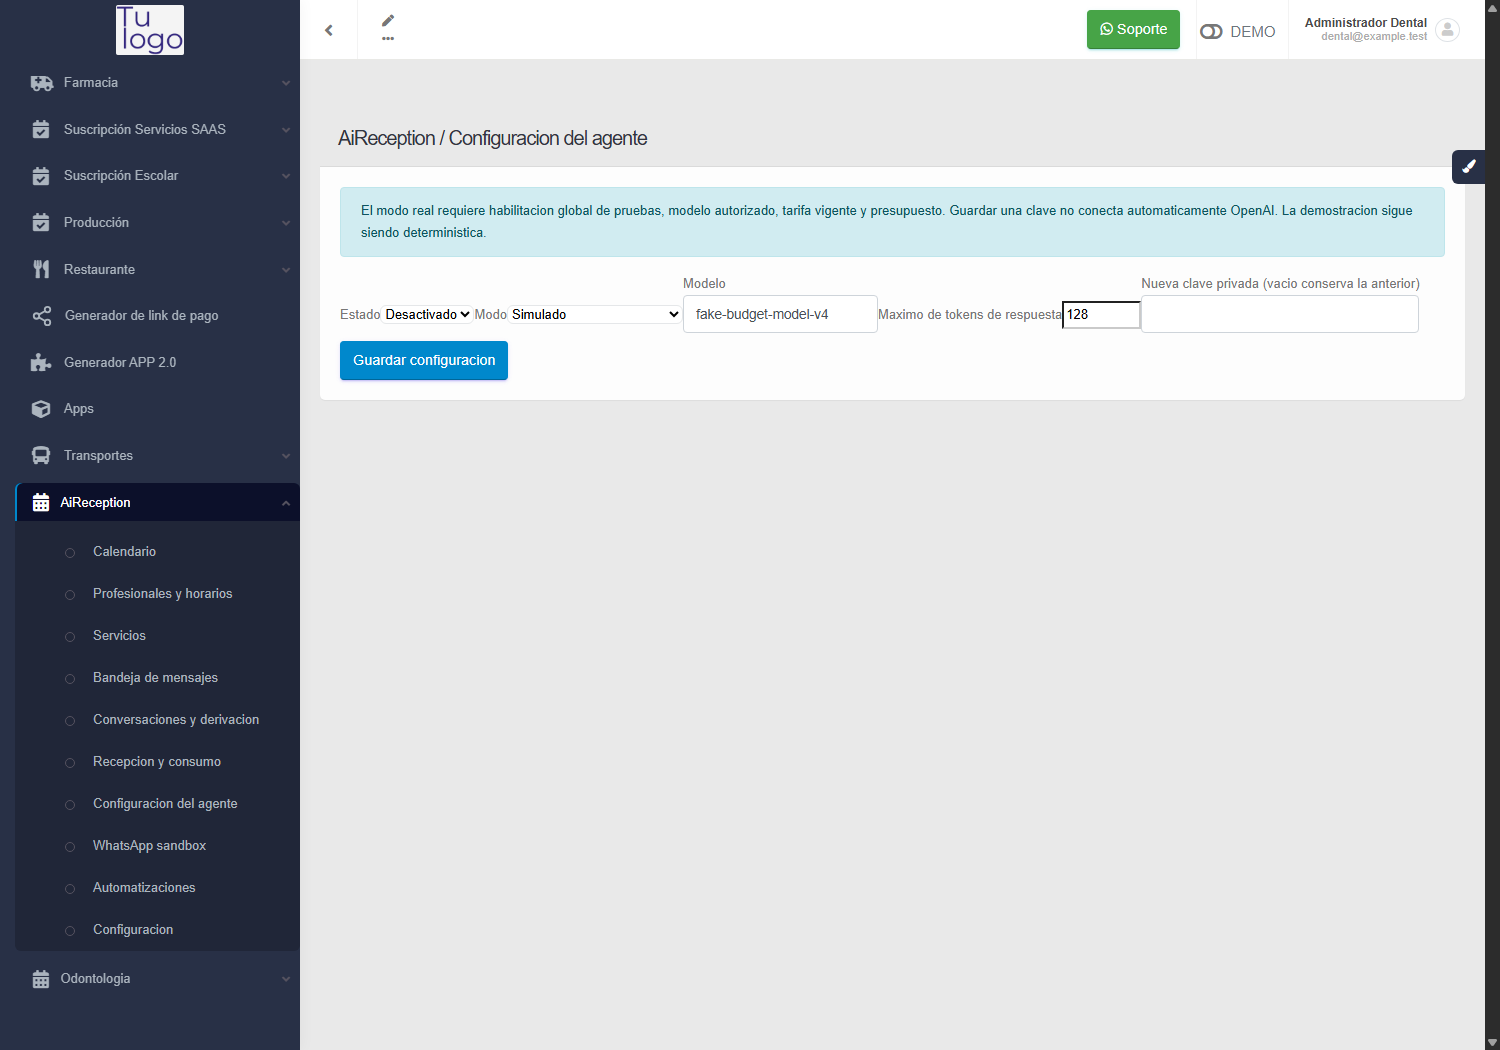 Tu
logo
Soporte
DEMO
Administrador Dental
dental@example.test
Farmacia
Suscripción Servicios SAAS
Suscripción Escolar
Producción
Restaurante
Generador de link de pago
Generador APP 2.0
Apps
Transportes
AiReception
Calendario
Profesionales y horarios
Servicios
Bandeja de mensajes
Conversaciones y derivacion
Recepcion y consumo
Configuracion del agente
WhatsApp sandbox
Automatizaciones
Configuracion
Odontologia
AiReception / Configuracion del agente
El modo real requiere habilitacion global de pruebas, modelo autorizado, tarifa vigente y presupuesto. Guardar una clave no conecta automaticamente OpenAI. La demostracion sigue
siendo deterministica.
Estado Desactivado Modo Simulado
Modelo
fake-budget-model-v4
Maximo de tokens de respuesta 128
Nueva clave privada (vacio conserva la anterior)
Guardar configuracion